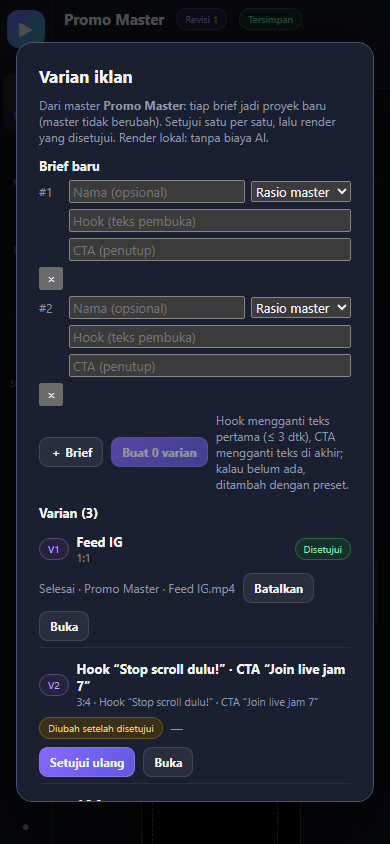 Promo Master Revisi 1 Tersimpan
Varian iklan
Dari master Promo Master: tiap brief jadi proyek baru
(master tidak berubah). Setujui satu per satu, lalu render
yang disetujui. Render lokal: tanpa biaya AI.
Brief baru
#1 Nama (opsional) Rasio master
Hook (teks pembuka)
CTA (penutup)
×
#2 Nama (opsional) Rasio master
Hook (teks pembuka)
CTA (penutup)
×
+ Brief Buat 0 varian
Hook mengganti teks
pertama (≤ 3 dtk), CTA
mengganti teks di akhir;
kalau belum ada,
ditambah dengan preset.
Varian (3)
V1 Feed IG Disetujui
1:1
Selesai · Promo Master - Feed IG.mp4 Batalkan
Buka
V2 Hook “Stop scroll dulu!” · CTA “Join live jam
7”
3:4 · Hook “Stop scroll dulu!” · CTA “Join live jam 7”
Diubah setelah disetujui —
Setujui ulang Buka